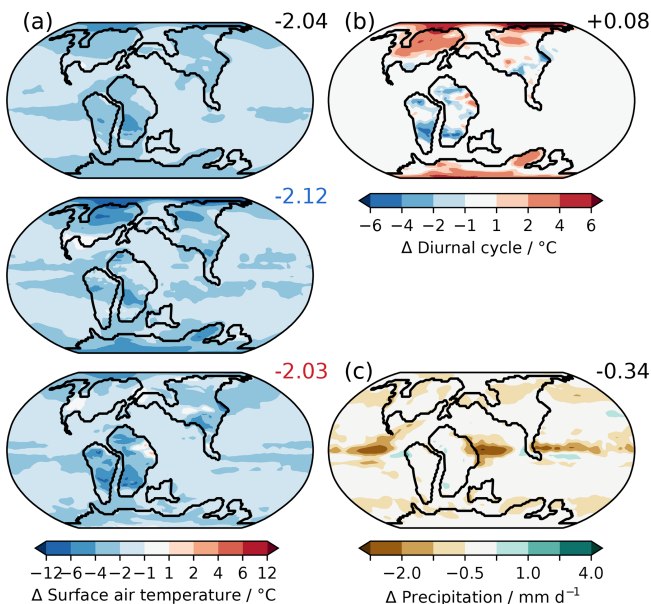 (a) -2.04
(b) +0.08
-2.12
−6 −4 −2 −1 1 2 4 6
Δ Diurnal cycle / °C
-2.03
(c) -0.34
−12 −6 −4 −2 −1 1 2 4 6 12
Δ Surface air temperature / °C
−2.0 −0.5 1.0 4.0
Δ Precipitation / mm d⁻¹